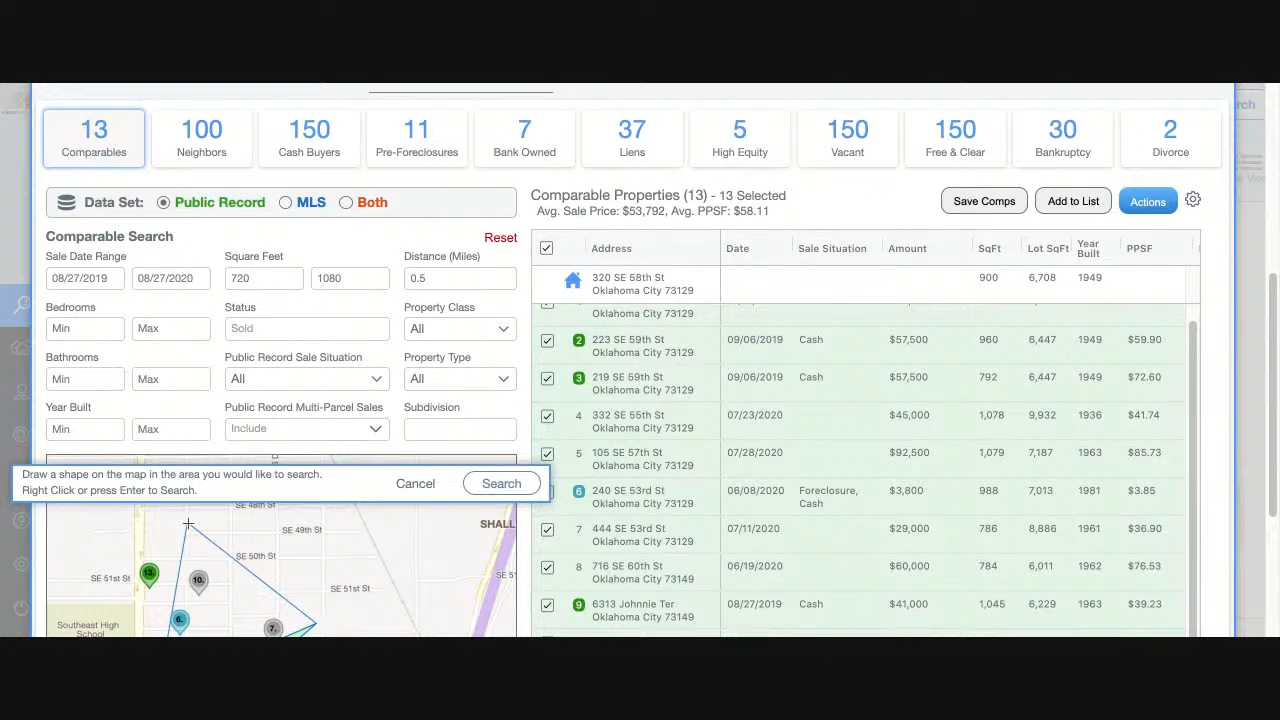 rch
13
Comparables
100
Neighbors
150
Cash Buyers
11
Pre-Foreclosures
7
Bank Owned
37
Liens
5
High Equity
150
Vacant
150
Free & Clear
30
Bankruptcy
2
Divorce
Data Set: Public Record MLS Both
Comparable Search
Reset
Sale Date Range
Square Feet
Distance (Miles)
08/27/2019 08/27/2020 720 1080 0.5
Bedrooms
Status
Property Class
Min Max Sold All
Bathrooms
Public Record Sale Situation
Property Type
Min Max All All
Year Built
Public Record Multi-Parcel Sales
Subdivision
Min Max Include
Draw a shape on the map in the area you would like to search.
Right Click or press Enter to Search.
Cancel Search
SE 48th St
SE 49th St
SHALL
SE 50th St
SE 51st St
SE 51st St
SE 51
13.
10.
6.
7.
Southeast High
School
Comparable Properties (13) - 13 Selected
Avg. Sale Price: $53,792, Avg. PPSF: $58.11
Save Comps Add to List Actions
Address Date Sale Situation Amount SqFt Lot SqFt Year Built PPSF
320 SE 58th St 900 6,708 1949
Oklahoma City 73129
Oklahoma City 73129
2 223 SE 59th St 09/06/2019 Cash $57,500 960 6,447 1949 $59.90
Oklahoma City 73129
3 219 SE 59th St 09/06/2019 Cash $57,500 792 6,447 1949 $72.60
Oklahoma City 73129
4 332 SE 55th St 07/23/2020 $45,000 1,078 9,932 1936 $41.74
Oklahoma City 73129
5 105 SE 57th St 07/28/2020 $92,500 1,079 7,187 1963 $85.73
Oklahoma City 73129
6 240 SE 53rd St 06/08/2020 Foreclosure, $3,800 988 7,013 1981 $3.85
Oklahoma City 73129 Cash
7 444 SE 53rd St 07/11/2020 $29,000 786 8,886 1961 $36.90
Oklahoma City 73129
8 716 SE 60th St 06/19/2020 $60,000 784 6,011 1962 $76.53
Oklahoma City 73149
9 6313 Johnnie Ter 08/27/2019 Cash $41,000 1,045 6,229 1963 $39.23
Oklahoma City 73149